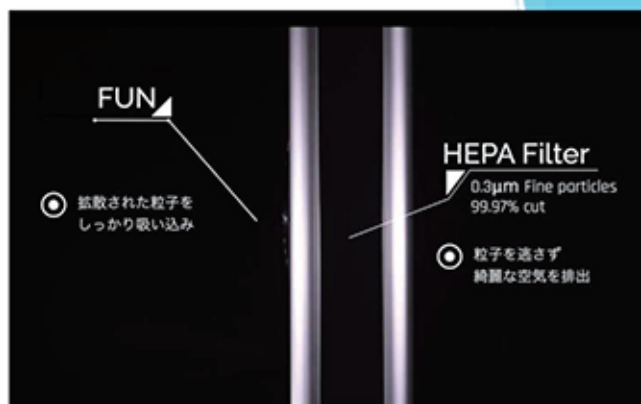 FUN
拡散された粒子を
しっかり吸い込み
HEPA Filter
0.3μm Fine particles
99.97% cut
粒子を逃さず
綺麗な空気を排出